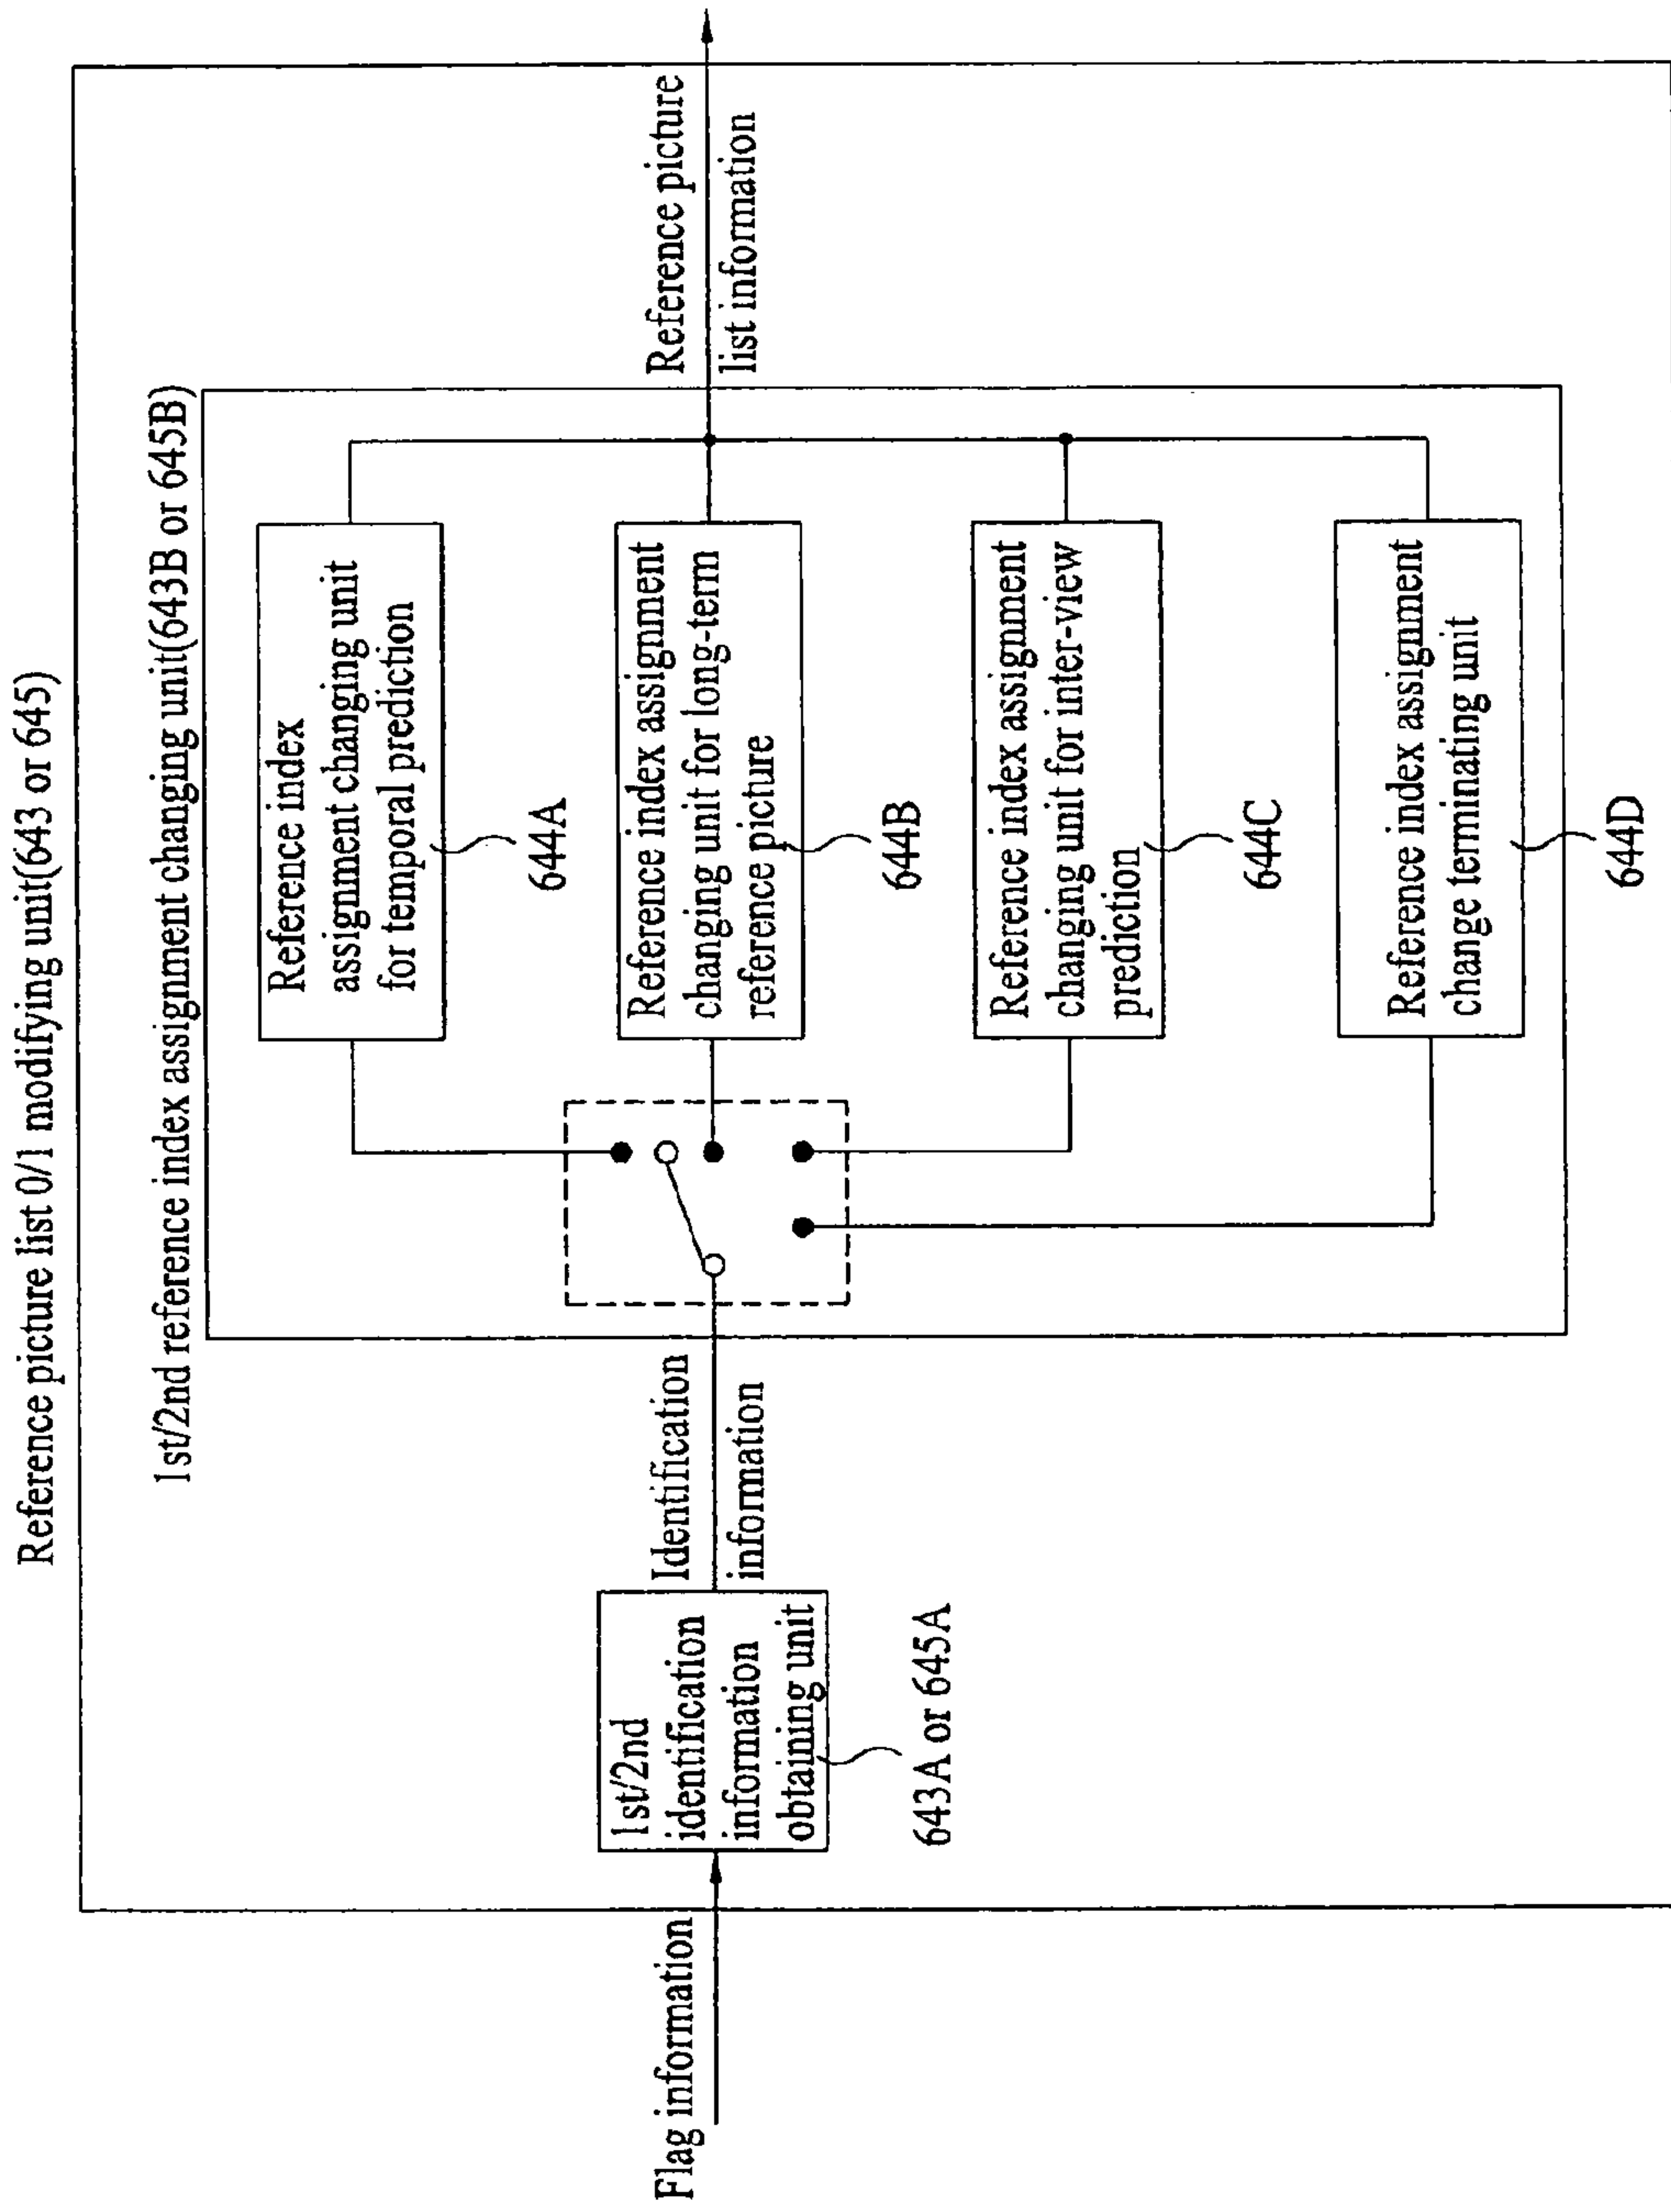 Reference picture list 0/1 modifying unit(643 or 645)
1st/2nd reference index assignment changing unit(643B or 645B)
Flag information
1st/2nd
identification
information
obtaining unit
643A or 645A
Identification
information
Reference index
assignment changing unit
for temporal prediction
644A
Reference index assignment
changing unit for long-term
reference picture
644B
Reference index assignment
changing unit for inter-view
prediction
644C
Reference index assignment
change terminating unit
644D
Reference picture
list information